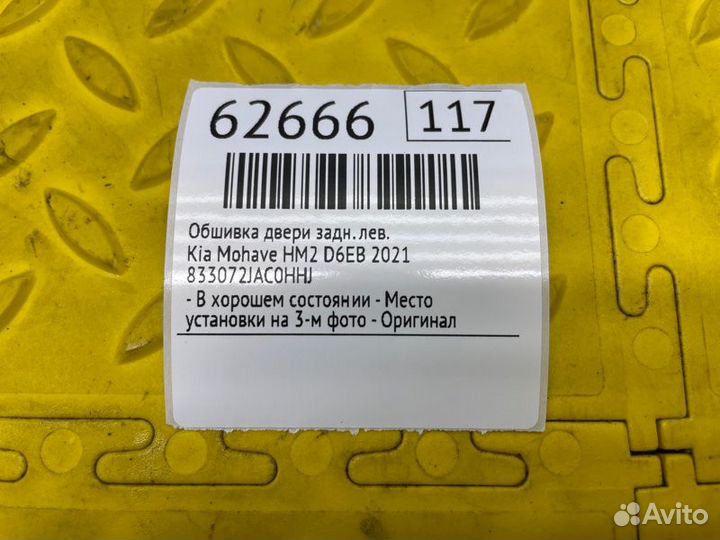 62666 117
Обшивка двери задн. лев.
Kia Mohave HM2 D6EB 2021
833072JAC0HHJ
- В хорошем состоянии - Место
установки на 3-м фото - Оригинал
Avito